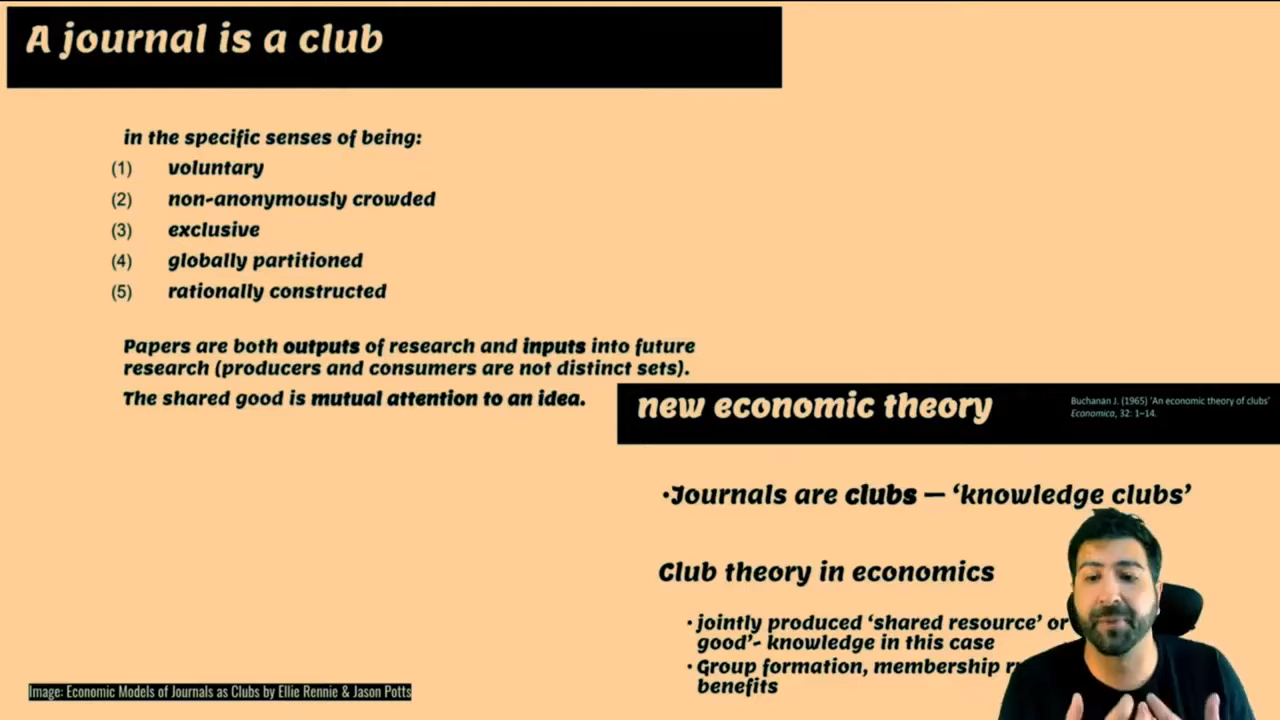 A journal is a club
in the specific senses of being:
(1) voluntary
(2) non-anonymously crowded
(3) exclusive
(4) globally partitioned
(5) rationally constructed
Papers are both outputs of research and inputs into future
research (producers and consumers are not distinct sets).
The shared good is mutual attention to an idea.
new economic theory
Buchanan J. (1965) 'An economic theory of clubs'
Economica, 32: 1–14.
•Journals are clubs – ‘knowledge clubs’
Club theory in economics
• jointly produced ‘shared resource’ or
good’- knowledge in this case
• Group formation, membership
benefits
Image: Economic Models of Journals as Clubs by Ellie Rennie & Jason Potts